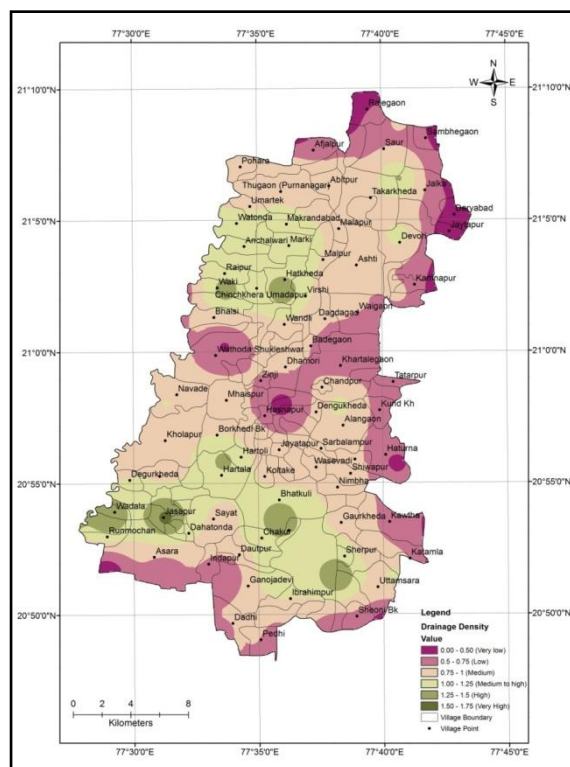 77°30'0"E 77°35'0"E 77°40'0"E 77°45'0"E
N
W E
S
21°10'0"N 21°10'0"N
Rajegaon
Sambhegaon
Afjalpur Saur
Pohara
Thugaon (Purnanagar) Abitpur
Takarkheda Jalka
Umartek
Daryabad
21°5'0"N 21°5'0"N
Watonda Makrandabad Malapur Jaytapur
Anchalwari Marki Devori
Malpur Ashti
Raipur Hatkheda
Waki Kamnapur
Chinchkhera Umadapur Virshi
Bhalsi Wandli Dagdagad Waigaon
Badegaon
21°0'0"N 21°0'0"N
Wathoda Shukleshwar
Dhamori Khartalegaon
Zinji Tatarpur
Navade Mhaispur Chandpur
Hasnapur Dengukheda Kund Kh
Alangaon
Kholapur Borkhedi Bk
Hartoli Jayatapur Sarbalampur Haturna
Wasevadi
Degurkheda Hartala Koltake Shiwapur
20°55'0"N 20°55'0"N
Nimbha
Bhatkuli
Wadala Jasapur Sayat Gaurkheda Kawtha
Runmochan Dahatonda Chakur
Asara Dautpur Sherpur Katamla
Indapur
Ganojadevi Uttamsara
Ibrahimpur
20°50'0"N 20°50'0"N
Dadhi Sheoni Bk
Pedhi
Legend
Drainage Density
Value
0.00 - 0.50 (Very low)
0.5 - 0.75 (Low)
0.75 - 1 (Medium)
1.00 - 1.25 (Medium to high)
1.25 - 1.5 (High)
1.50 - 1.75 (Very High)
Village Boundary
Village Point
0 2 4 8
Kilometers
77°30'0"E 77°35'0"E 77°40'0"E 77°45'0"E